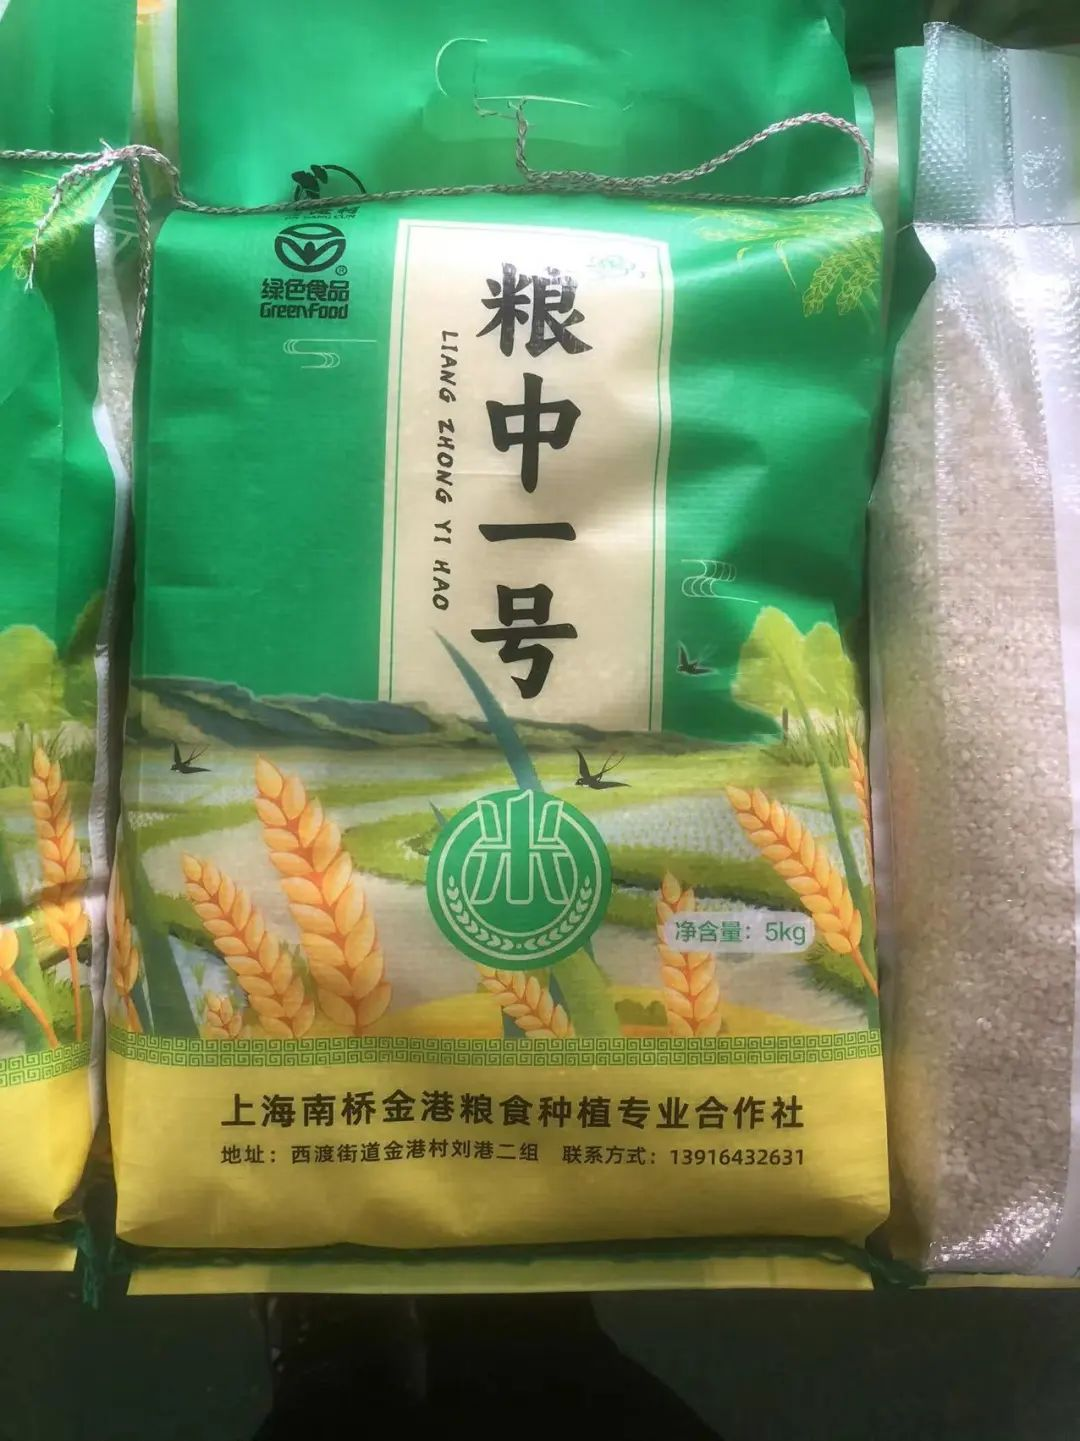 绿色食品
GreenFood
®
粮中一号
LIANG ZHONG YI HAO
米
净含量：5kg
上海南桥金港粮食种植专业合作社
地址：西渡街道金港村刘港二组 联系方式：13916432631